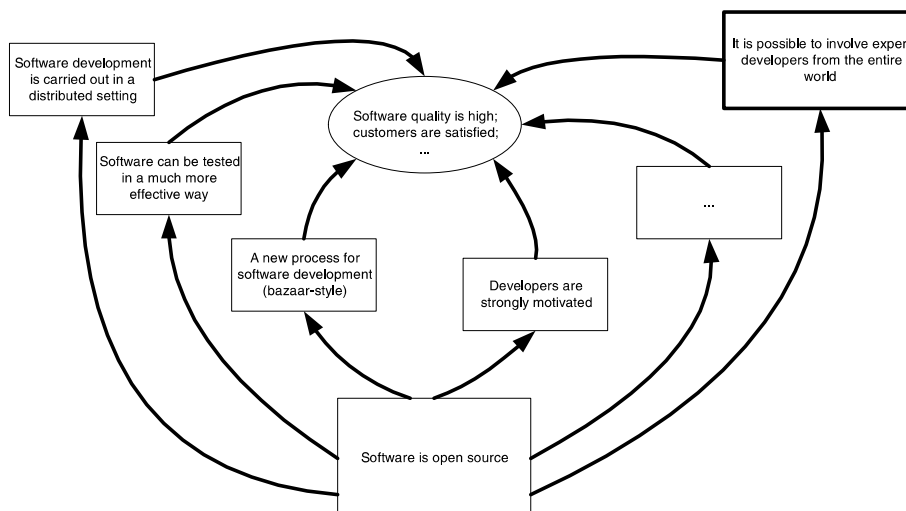 Software development
is carried out in a
distributed setting
It is possible to involve exper
developers from the entire
world
Software quality is high;
customers are satisfied;
...
Software can be tested
in a much more
effective way
...
A new process for
software development
(bazaar-style)
Developers are
strongly motivated
Software is open source